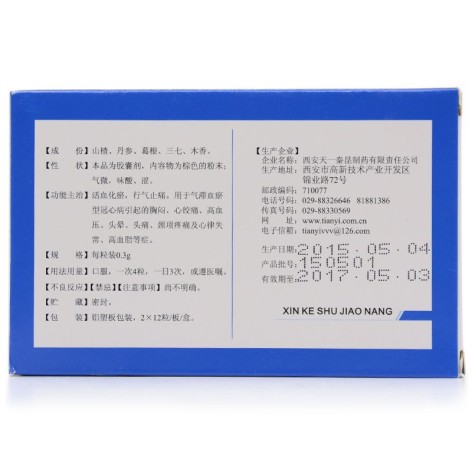 【成　份】山楂、丹参、葛根、三七、木香。
【性　状】本品为胶囊剂，内容物为棕色的粉末；
气微，味酸、涩。
【功能主治】活血化瘀，行气止痛。用于气滞血瘀
型冠心病引起的胸闷、心绞痛、高血
压、头晕、头痛、颈项疼痛及心律失
常、高血脂等症。
【规　格】每粒装0.3g
【用法用量】口服，一次4粒，一日3次，或遵医嘱。
【不良反应】【禁忌】【注意事项】尚不明确。
【贮　藏】密封。
【包　装】铝塑板包装，2×12粒/板/盒。
【生产企业】
企业名称：西安天一秦昆制药有限责任公司
生产地址：西安市高新技术产业开发区
锦业路72号
邮政编码：710077
电话号码：029-88326646 81881386
传真号码：029-88330569
网　址：www.tianyi.com.cn
电子信箱：tianyivvv@126.com
生产日期：2015.05.04
产品批号：150501
有效期至：2017.05.03
XIN KE SHU JIAO NANG